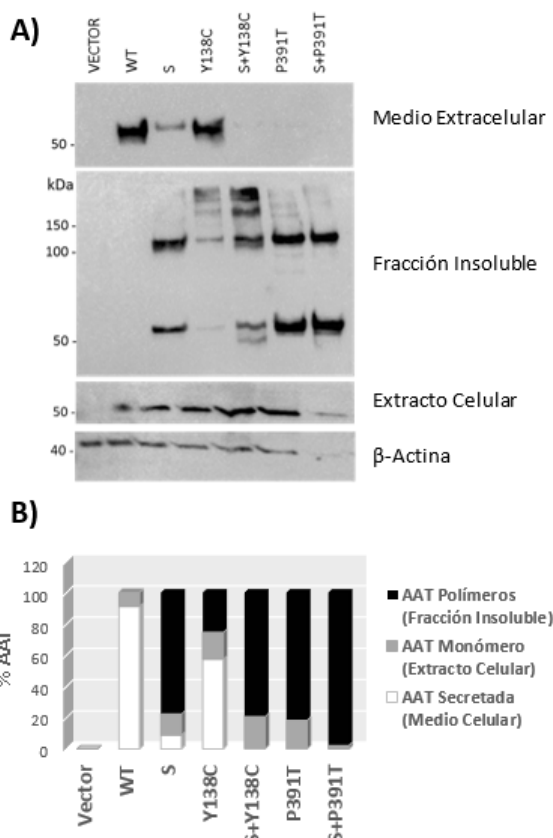 A)
VECTOR
WT
S
Y138C
S+Y138C
P391T
S+P391T
Medio Extracelular
50 -
kDa
150 -
100 -
Fracción Insoluble
50 -
Extracto Celular
50 -
β-Actina
40 -
B)
120
100
80
60
40
20
0
% AAT
AAT Polímeros
(Fracción Insoluble)
AAT Monómero
(Extracto Celular)
AAT Secretada
(Medio Celular)
Vector
WT
S
Y138C
S+Y138C
P391T
S+P391T